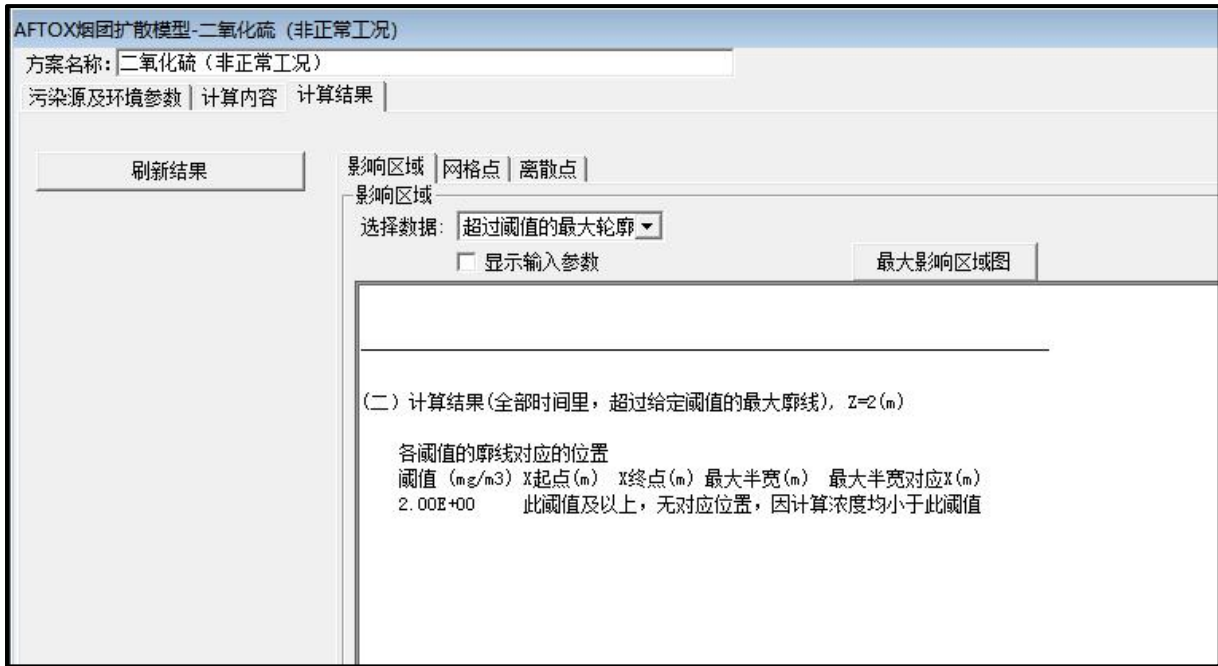 AFTOX烟团扩散模型-二氧化硫 (非正常工况)
方案名称: 二氧化硫（非正常工况）
污染源及环境参数 计算内容 计算结果
刷新结果
影响区域 网格点 离散点
影响区域
选择数据: 超过阈值的最大轮廓
显示输入参数
最大影响区域图
(二) 计算结果(全部时间里，超过给定阈值的最大廓线), Z=2(m)
各阈值的廓线对应的位置
阈值 (mg/m3) X起点(m) X终点(m) 最大半宽(m) 最大半宽对应X(m)
2.00E+00 此阈值及以上，无对应位置，因计算浓度均小于此阈值